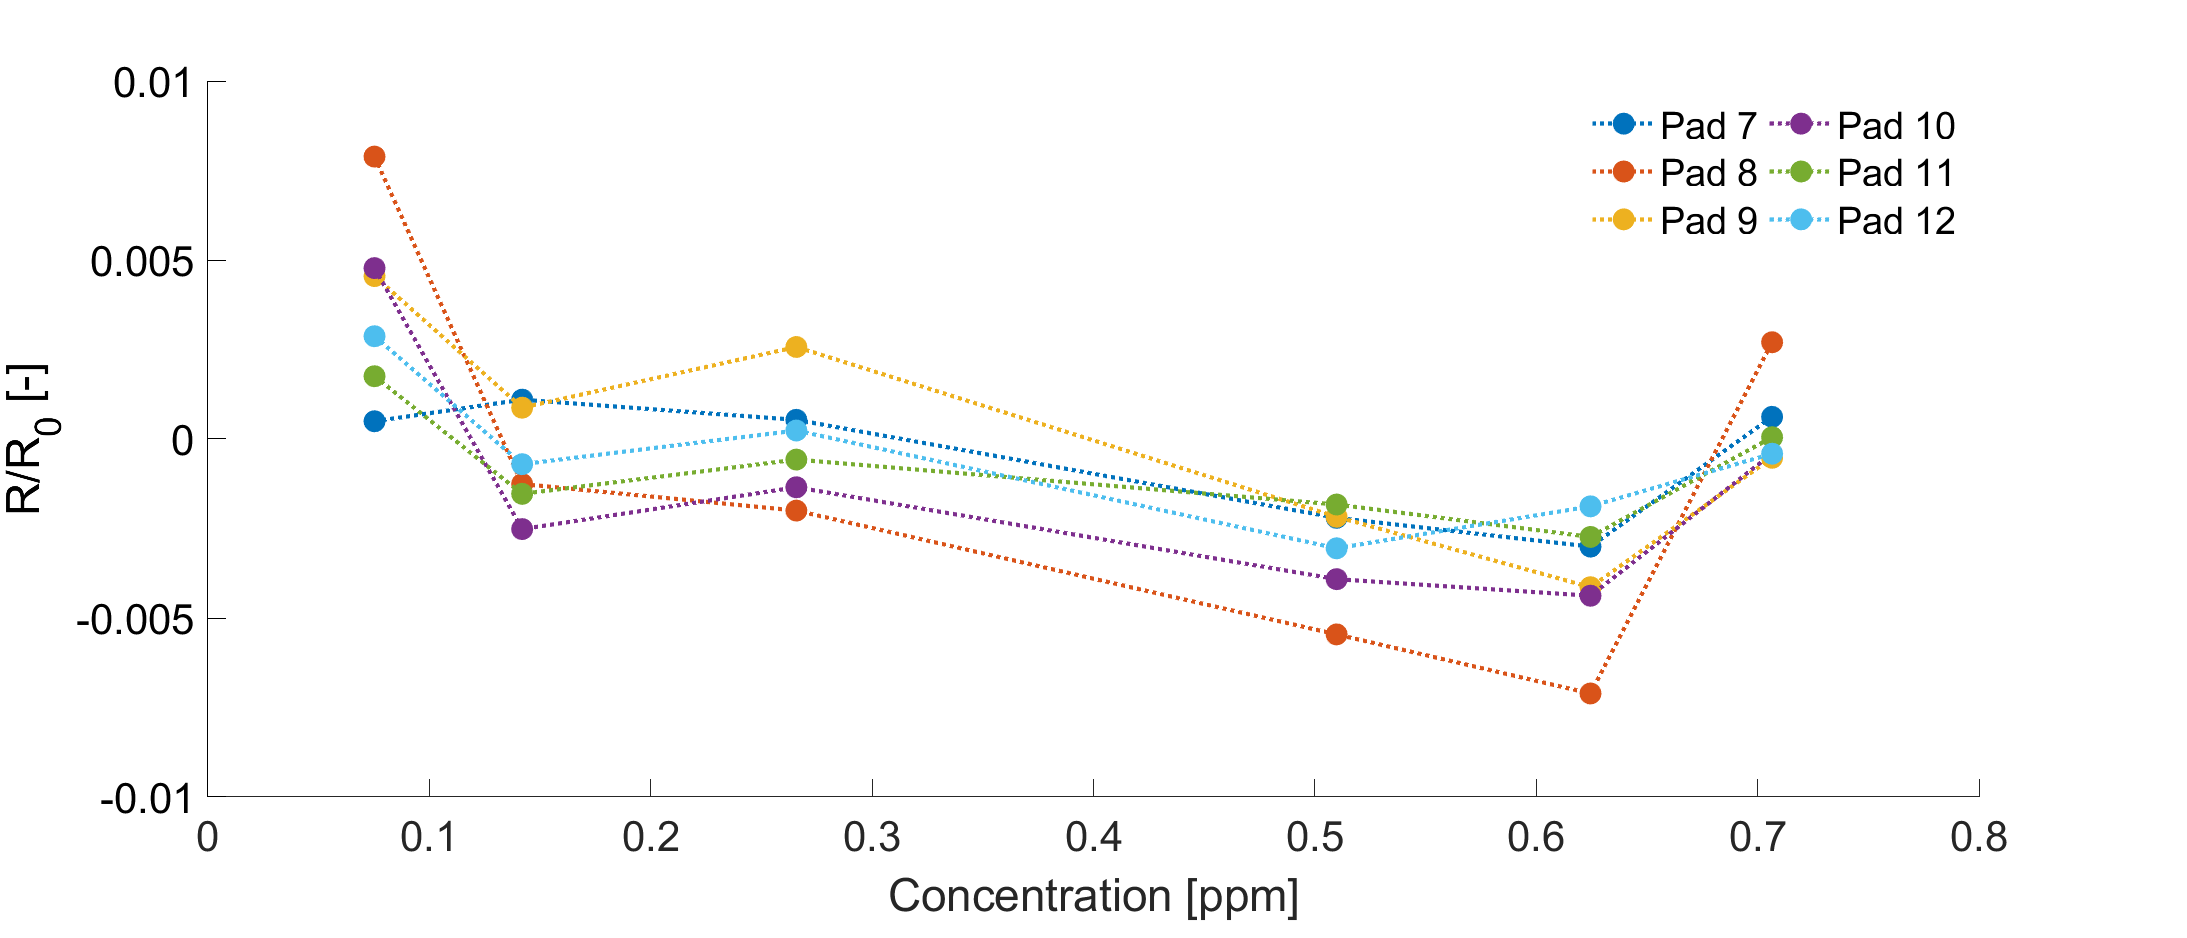 0.01
0.005
0
-0.005
-0.01
R/R0 [-]
0 0.1 0.2 0.3 0.4 0.5 0.6 0.7 0.8
Concentration [ppm]
Pad 7 Pad 10
Pad 8 Pad 11
Pad 9 Pad 12